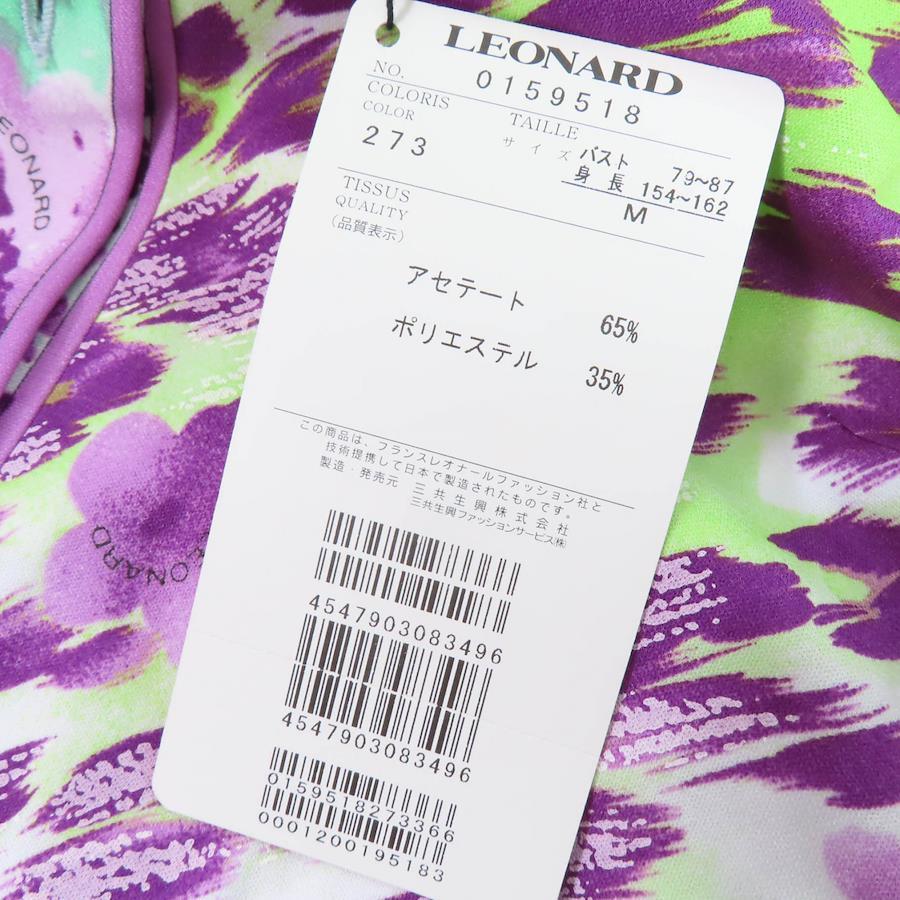 LEONARD
NO. 0159518
COLORIS
COLOR
273
TAILLE
サイズ
バスト 79~87
身長 154~162
M
TISSUS
QUALITY
(品質表示)
アセテート 65%
ポリエステル 35%
この商品は、フランスレオナールファッション社と
技術提携して日本で製造されたものです。
製造・発売元 三共生興株式会社
三共生興ファッションサービス㈱
4547903083496
4547903083496
0159518273366
0001200195183
LEONARD
LEONARD